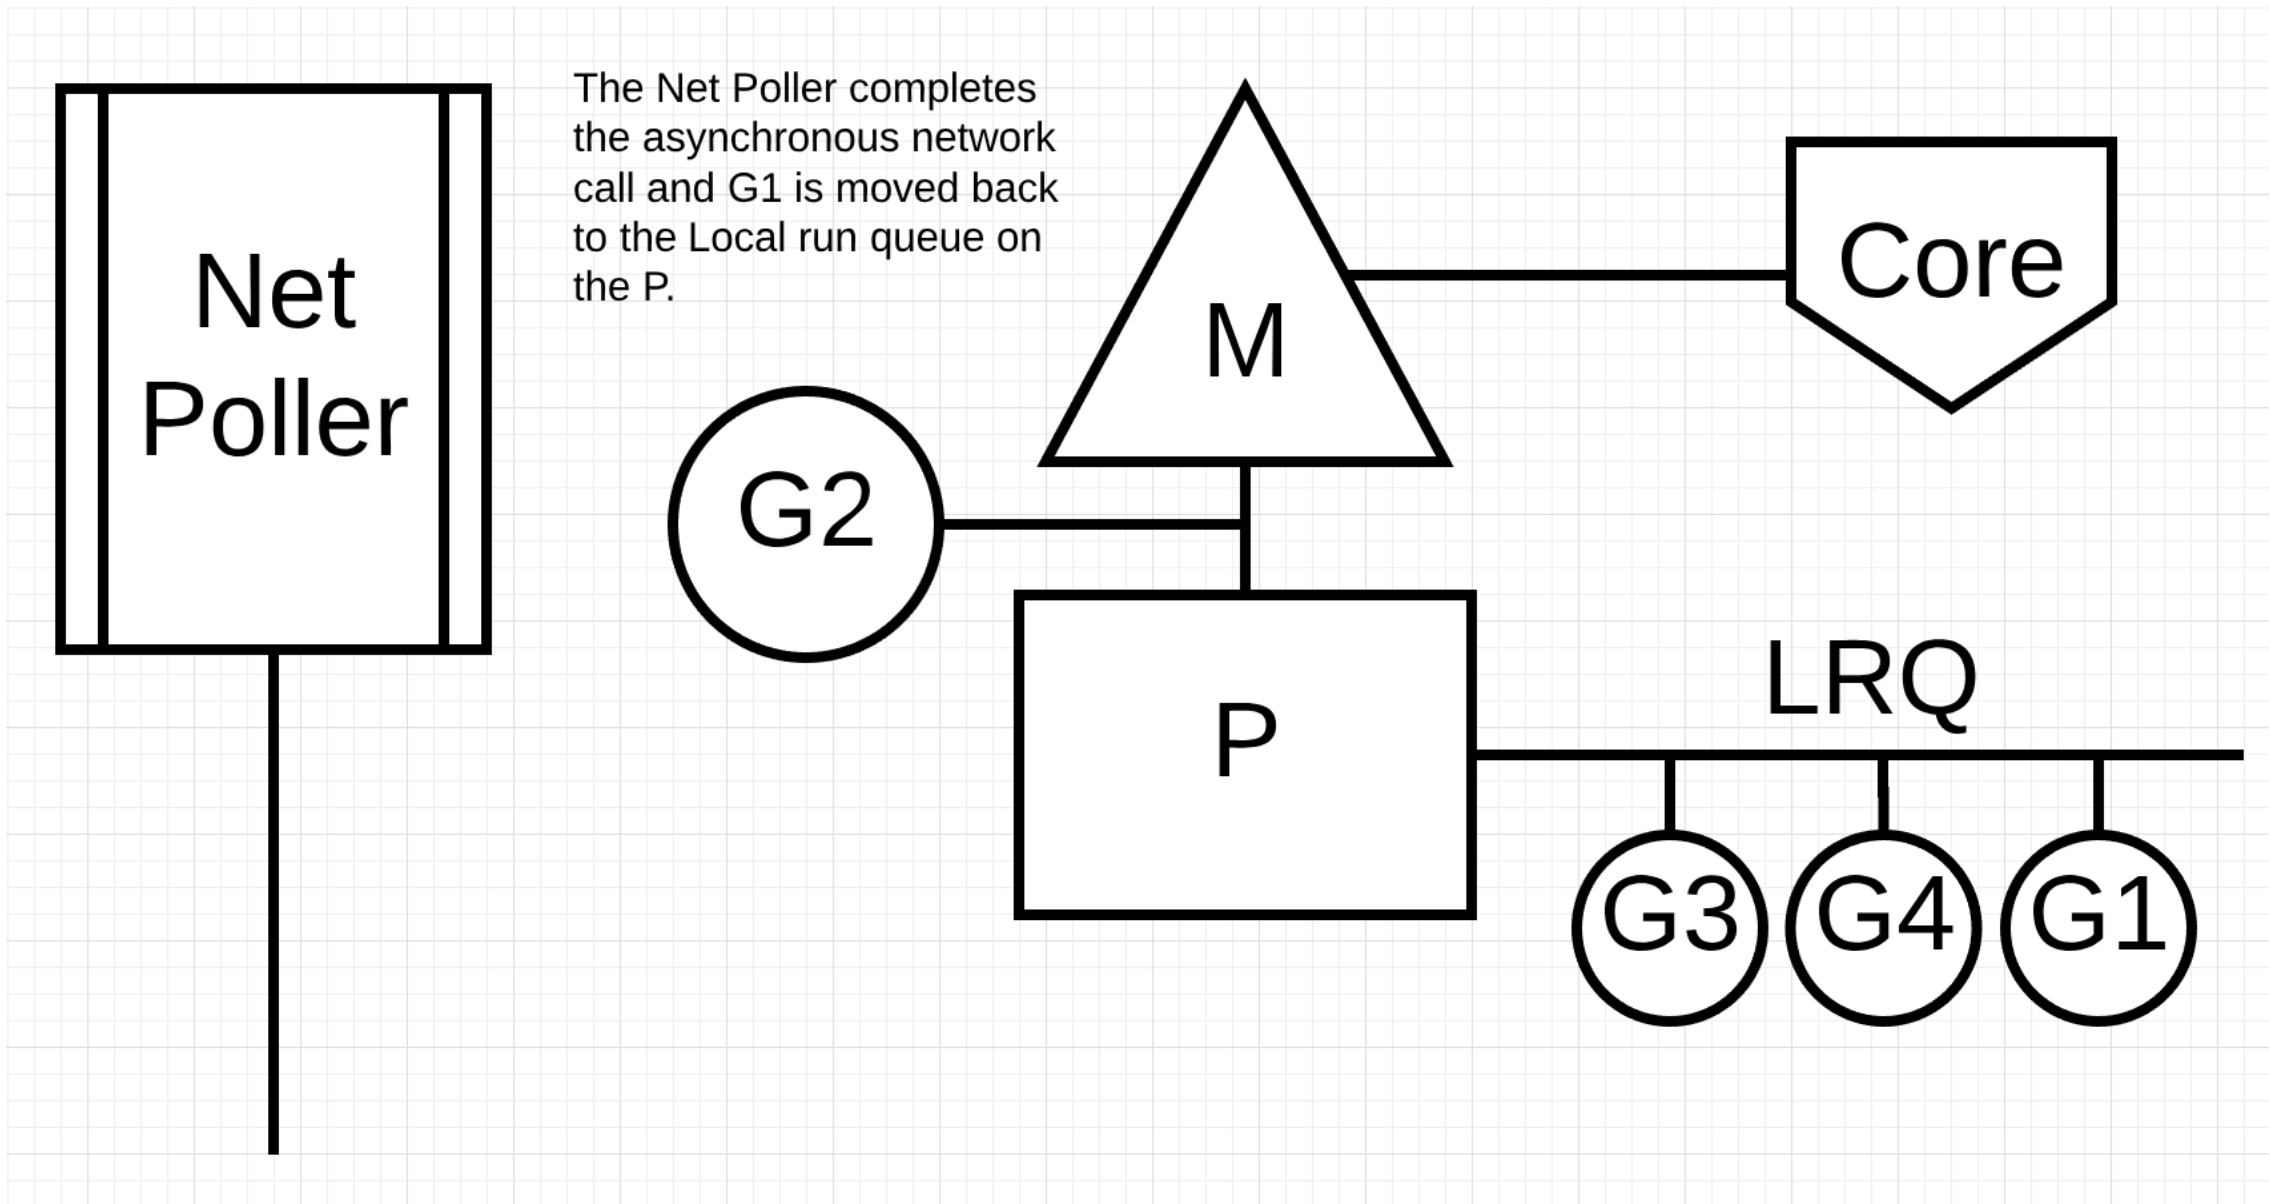 Net
Poller
The Net Poller completes
the asynchronous network
call and G1 is moved back
to the Local run queue on
the P.
M
Core
G2
P
LRQ
G3
G4
G1